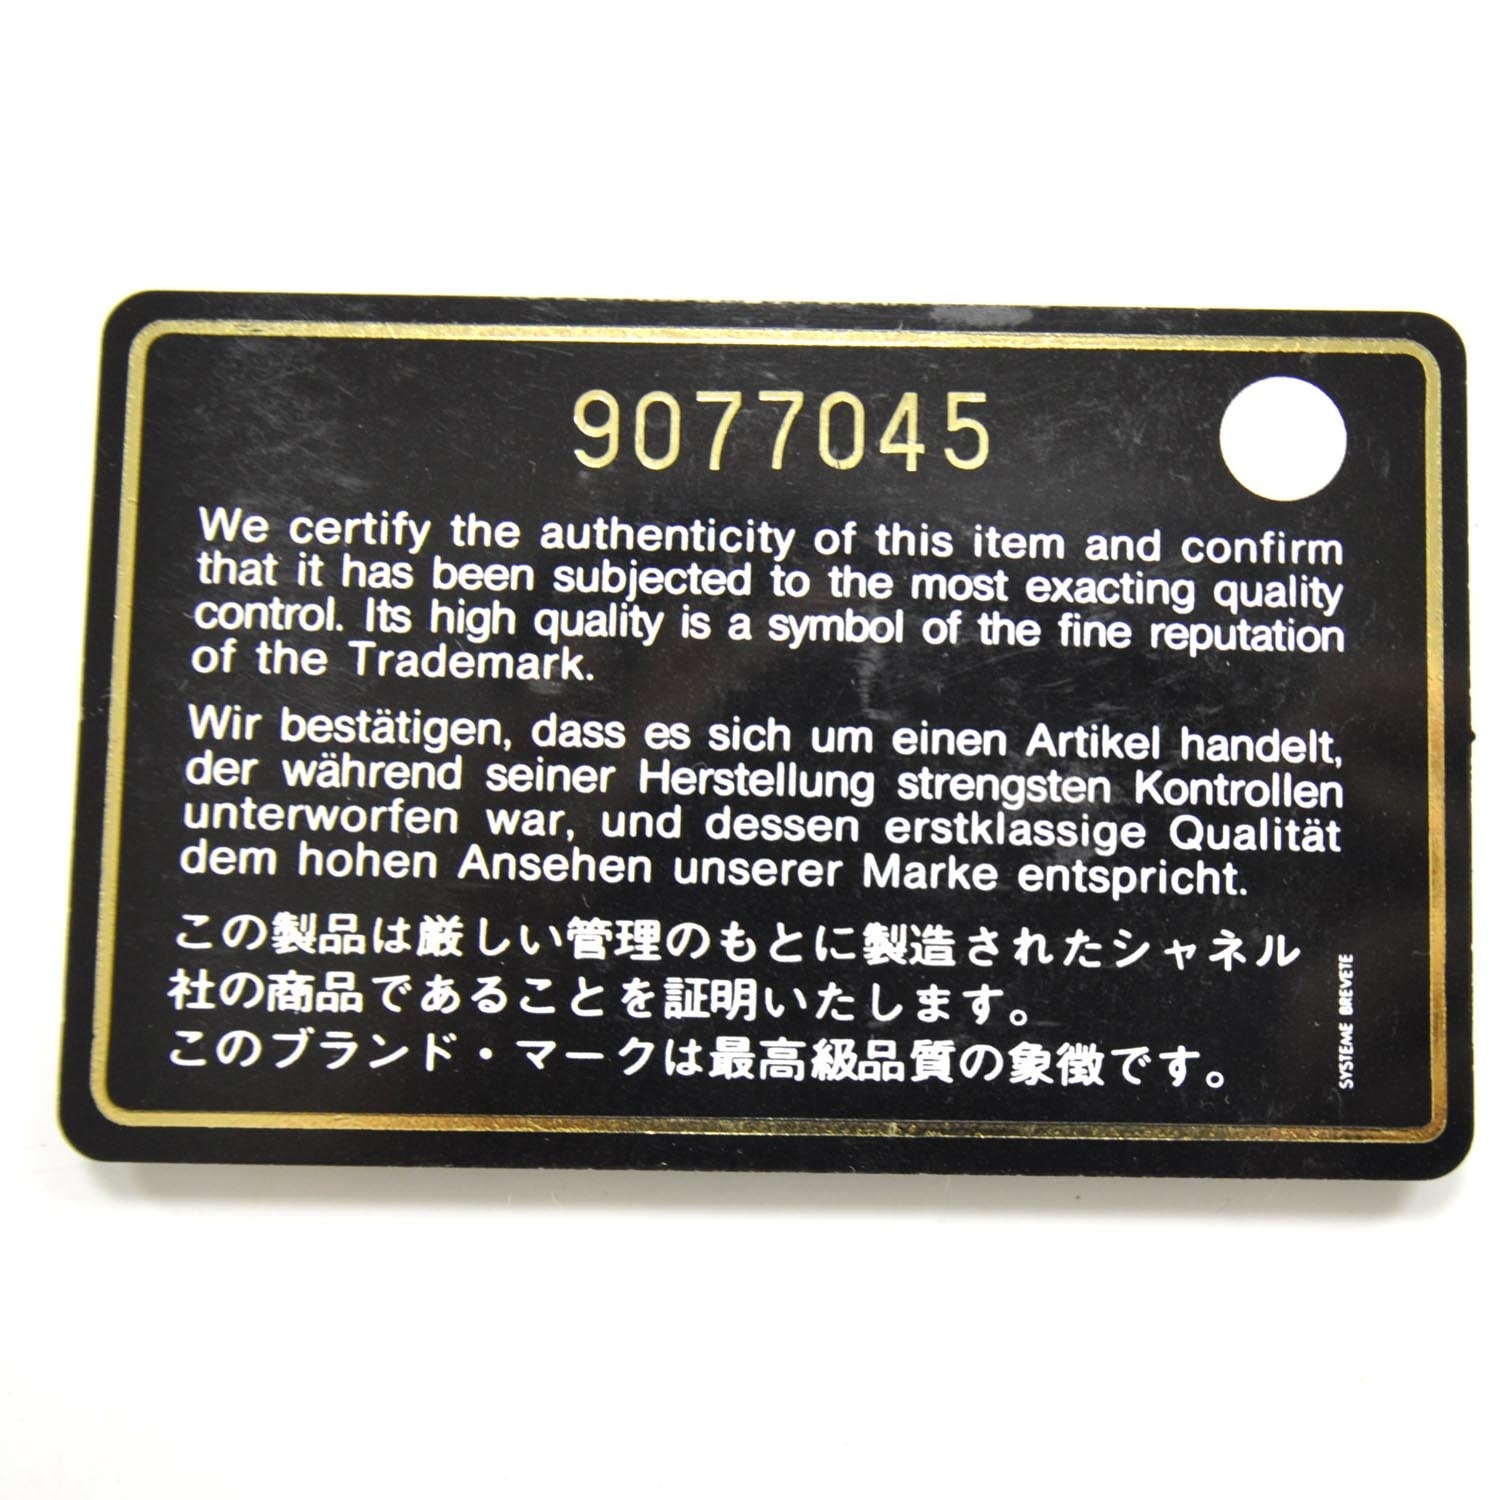 9077045
We certify the authenticity of this item and confirm
that it has been subjected to the most exacting quality
control. Its high quality is a symbol of the fine reputation
of the Trademark.
Wir bestätigen, dass es sich um einen Artikel handelt,
der während seiner Herstellung strengsten Kontrollen
unterworfen war, und dessen erstklassige Qualität
dem hohen Ansehen unserer Marke entspricht.
この製品は厳しい管理のもとに製造されたシャネル
社の商品であることを証明いたします。
このブランド・マークは最高級品質の象徴です。
SYSTEME BREVETE